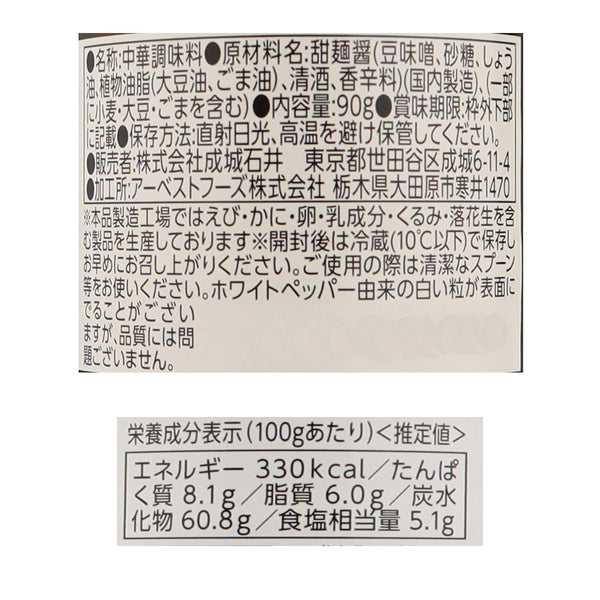 ●名称:中華調味料●原材料名:甜麺醤(豆味噌、砂糖、しょう
油、植物油脂(大豆油、ごま油)、清酒、香辛料)(国内製造)、(一部
に小麦・大豆・ごまを含む)●内容量:90g●賞味期限:枠外下部
に記載●保存方法:直射日光、高温を避け保管してください。
●販売者:株式会社成城石井 東京都世田谷区成城6-11-4
●加工所:アーベストフーズ株式会社 栃木県大田原市寒井1470
※本品製造工場ではえび・かに・卵・乳成分・くるみ・落花生を含
む製品を生産しております※開封後は冷蔵(10℃以下)で保存し
お早めにお召し上がりください。ご使用の際は清潔なスプーン
等をお使いください。ホワイトペッパー由来の白い粒が表面に
でることがござい
ますが、品質には問
題ございません。
栄養成分表示(100gあたり)<推定値>
エネルギー 330kcal/たんぱ
く質 8.1g/脂質 6.0g/炭水
化物 60.8g/食塩相当量 5.1g